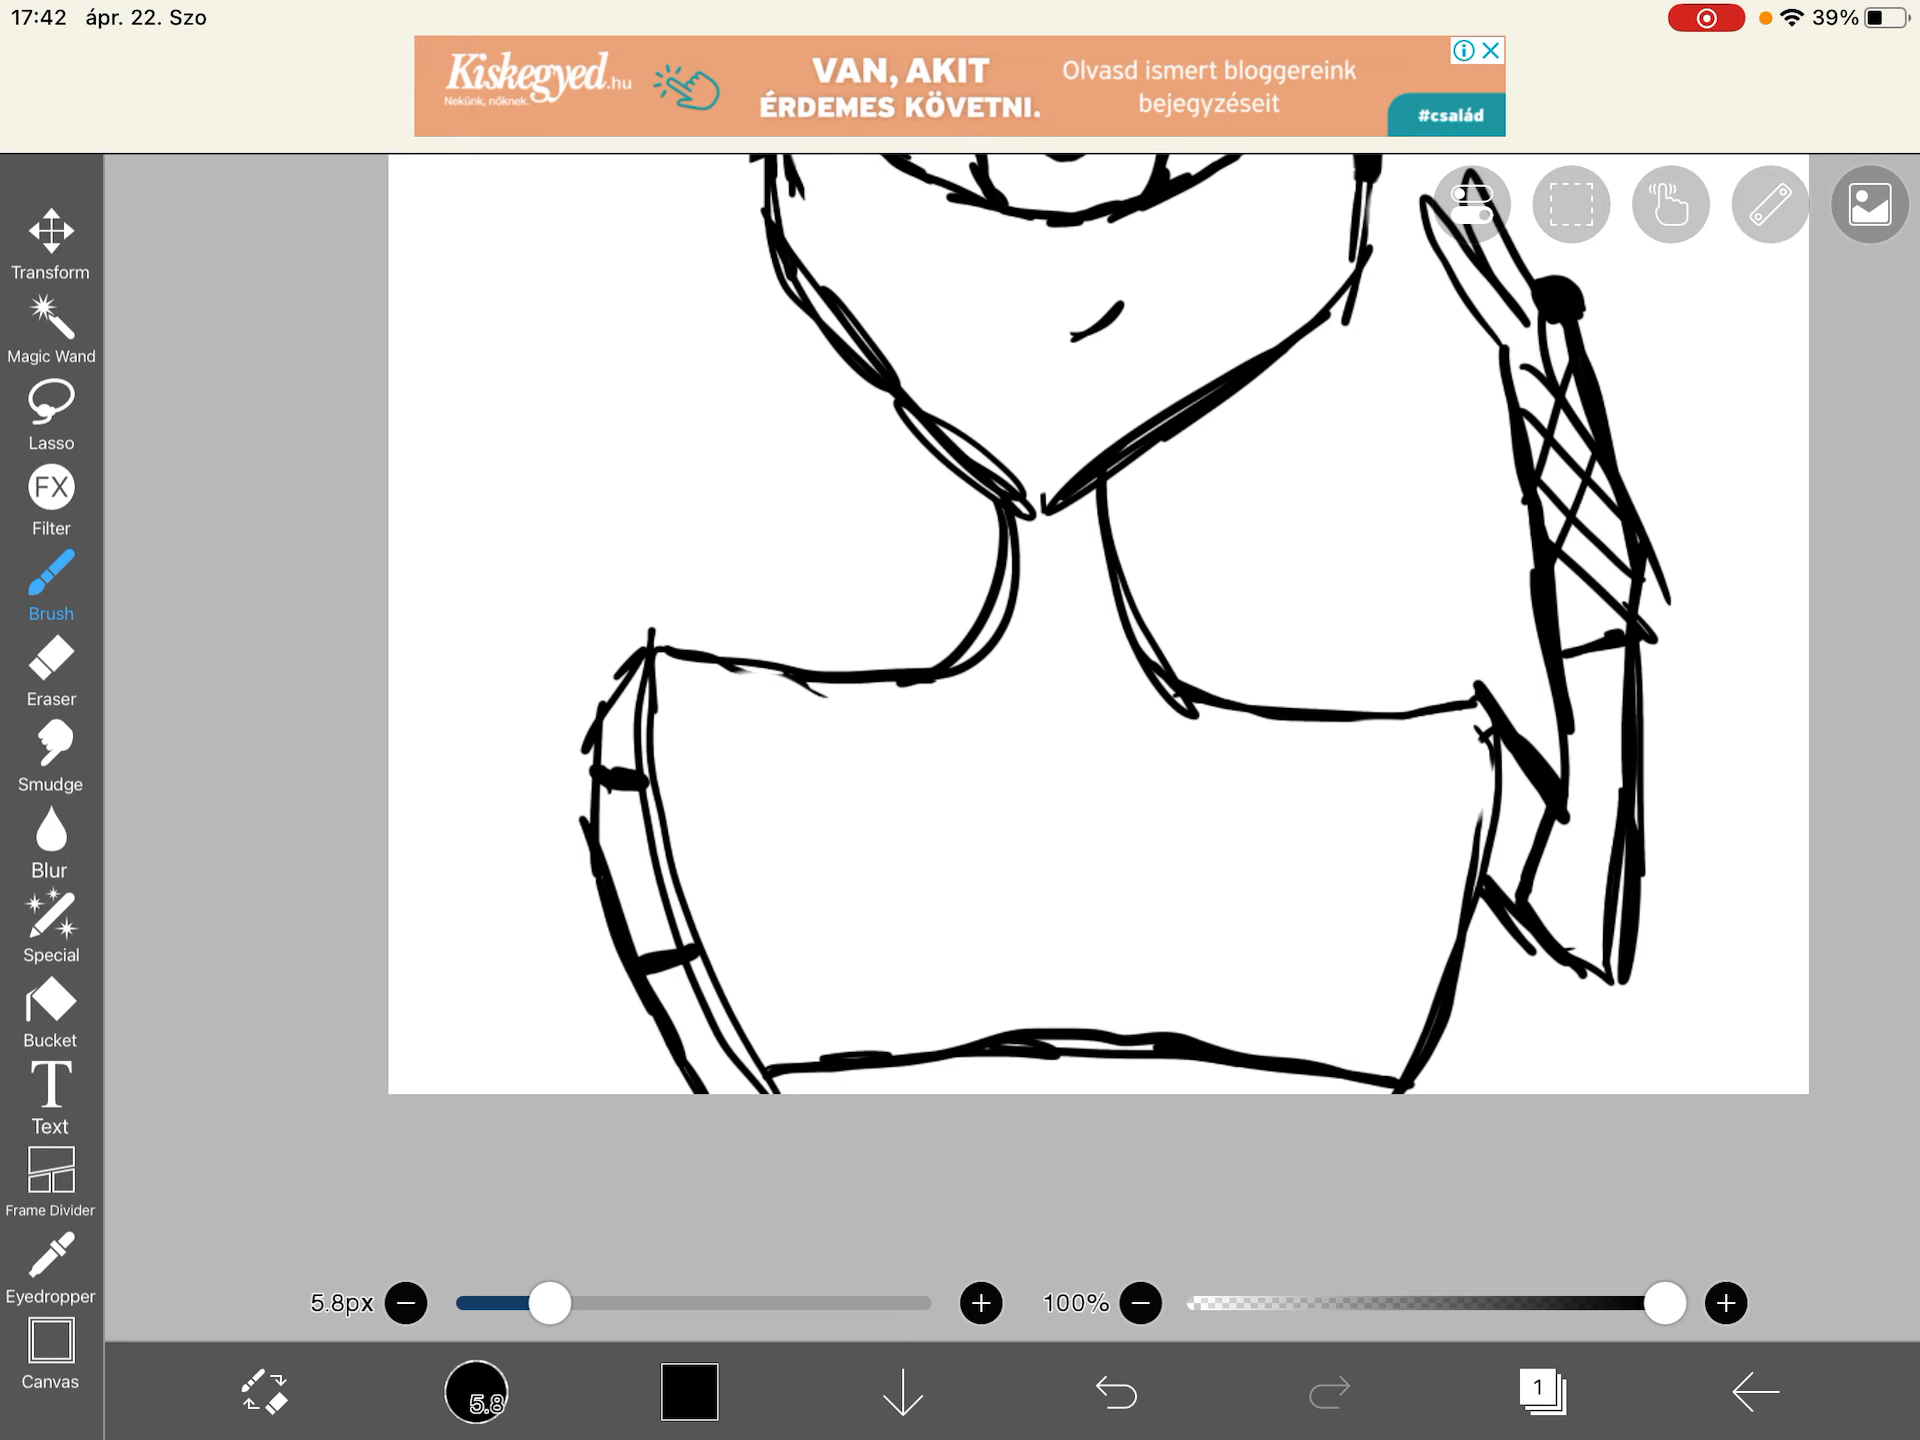 17:42 ápr. 22. Szo
39%
Kiskegyed.hu
Nekünk, nőknek.
VAN, AKIT
ÉRDEMES KÖVETNI.
Olvasd ismert bloggereink
bejegyzéseit
#család
Transform
Magic Wand
Lasso
FX
Filter
Brush
Eraser
Smudge
Blur
Special
Bucket
T
Text
Frame Divider
Eyedropper
Canvas
5.8px
100%
5.8
1